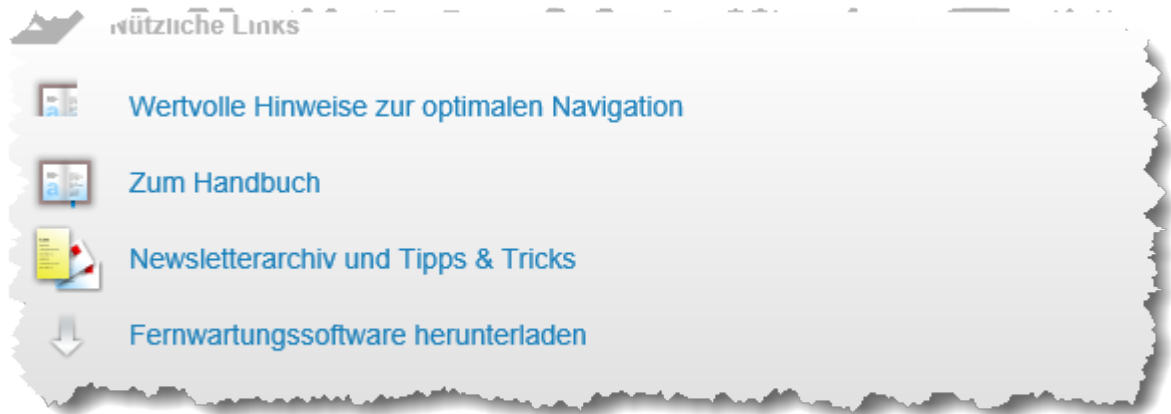 Nützliche Links
Wertvolle Hinweise zur optimalen Navigation
Zum Handbuch
Newsletterarchiv und Tipps & Tricks
Fernwartungssoftware herunterladen